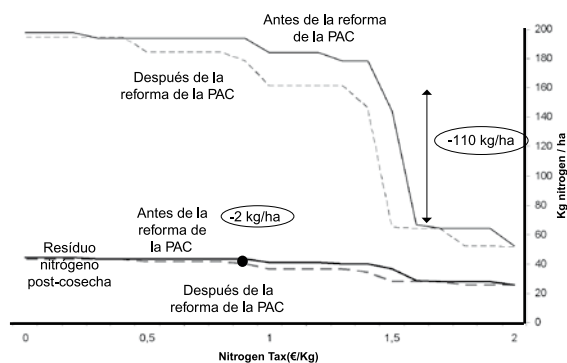 Antes de la reforma
de la PAC
Después de la
reforma de la PAC
-110 kg/ha
Antes de la
reforma de
la PAC
-2 kg/ha
Resíduo
nitrógeno
post-cosecha
Después de la
reforma de la PAC
200
180
160
140
120
100
80
60
40
20
0
Kg nitrogen / ha
0 0,5 1 1,5 2
Nitrogen Tax(€/Kg)